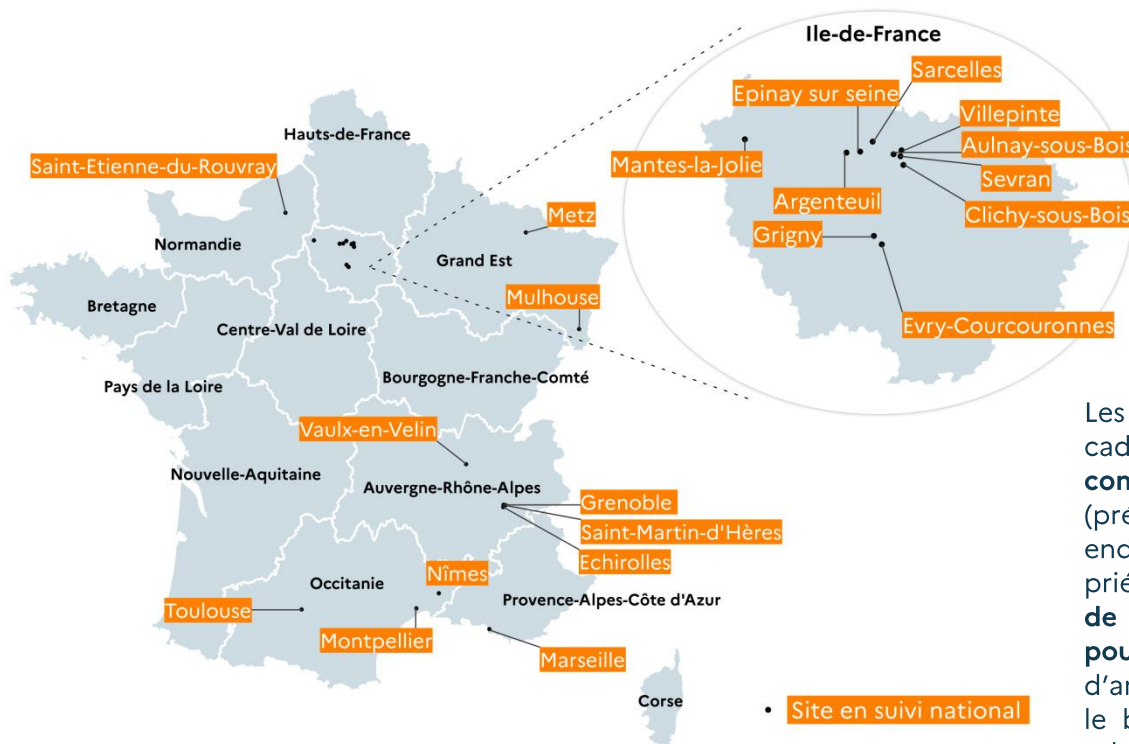 Ile-de-France
Sarcelles
Epinay sur seine
Villepinte
Aulnay-sous-Bois
Mantes-la-Jolie
Sevran
Argenteuil
Clichy-sous-Bois
Grigny
Evry-Courcouronnes
Hauts-de-France
Saint-Etienne-du-Rouvray
Metz
Normandie
Grand Est
Bretagne
Mulhouse
Centre-Val de Loire
Pays de la Loire
Bourgogne-Franche-Comté
Vaulx-en-Velin
Nouvelle-Aquitaine
Auvergne-Rhône-Alpes
Grenoble
Saint-Martin-d'Hères
Echirolles
Nîmes
Occitanie
Provence-Alpes-Côte d'Azur
Toulouse
Montpellier
Marseille
Corse
Site en suivi national
Les
cad
con
(pré
enc
prié
de
pou
d'ar
le b